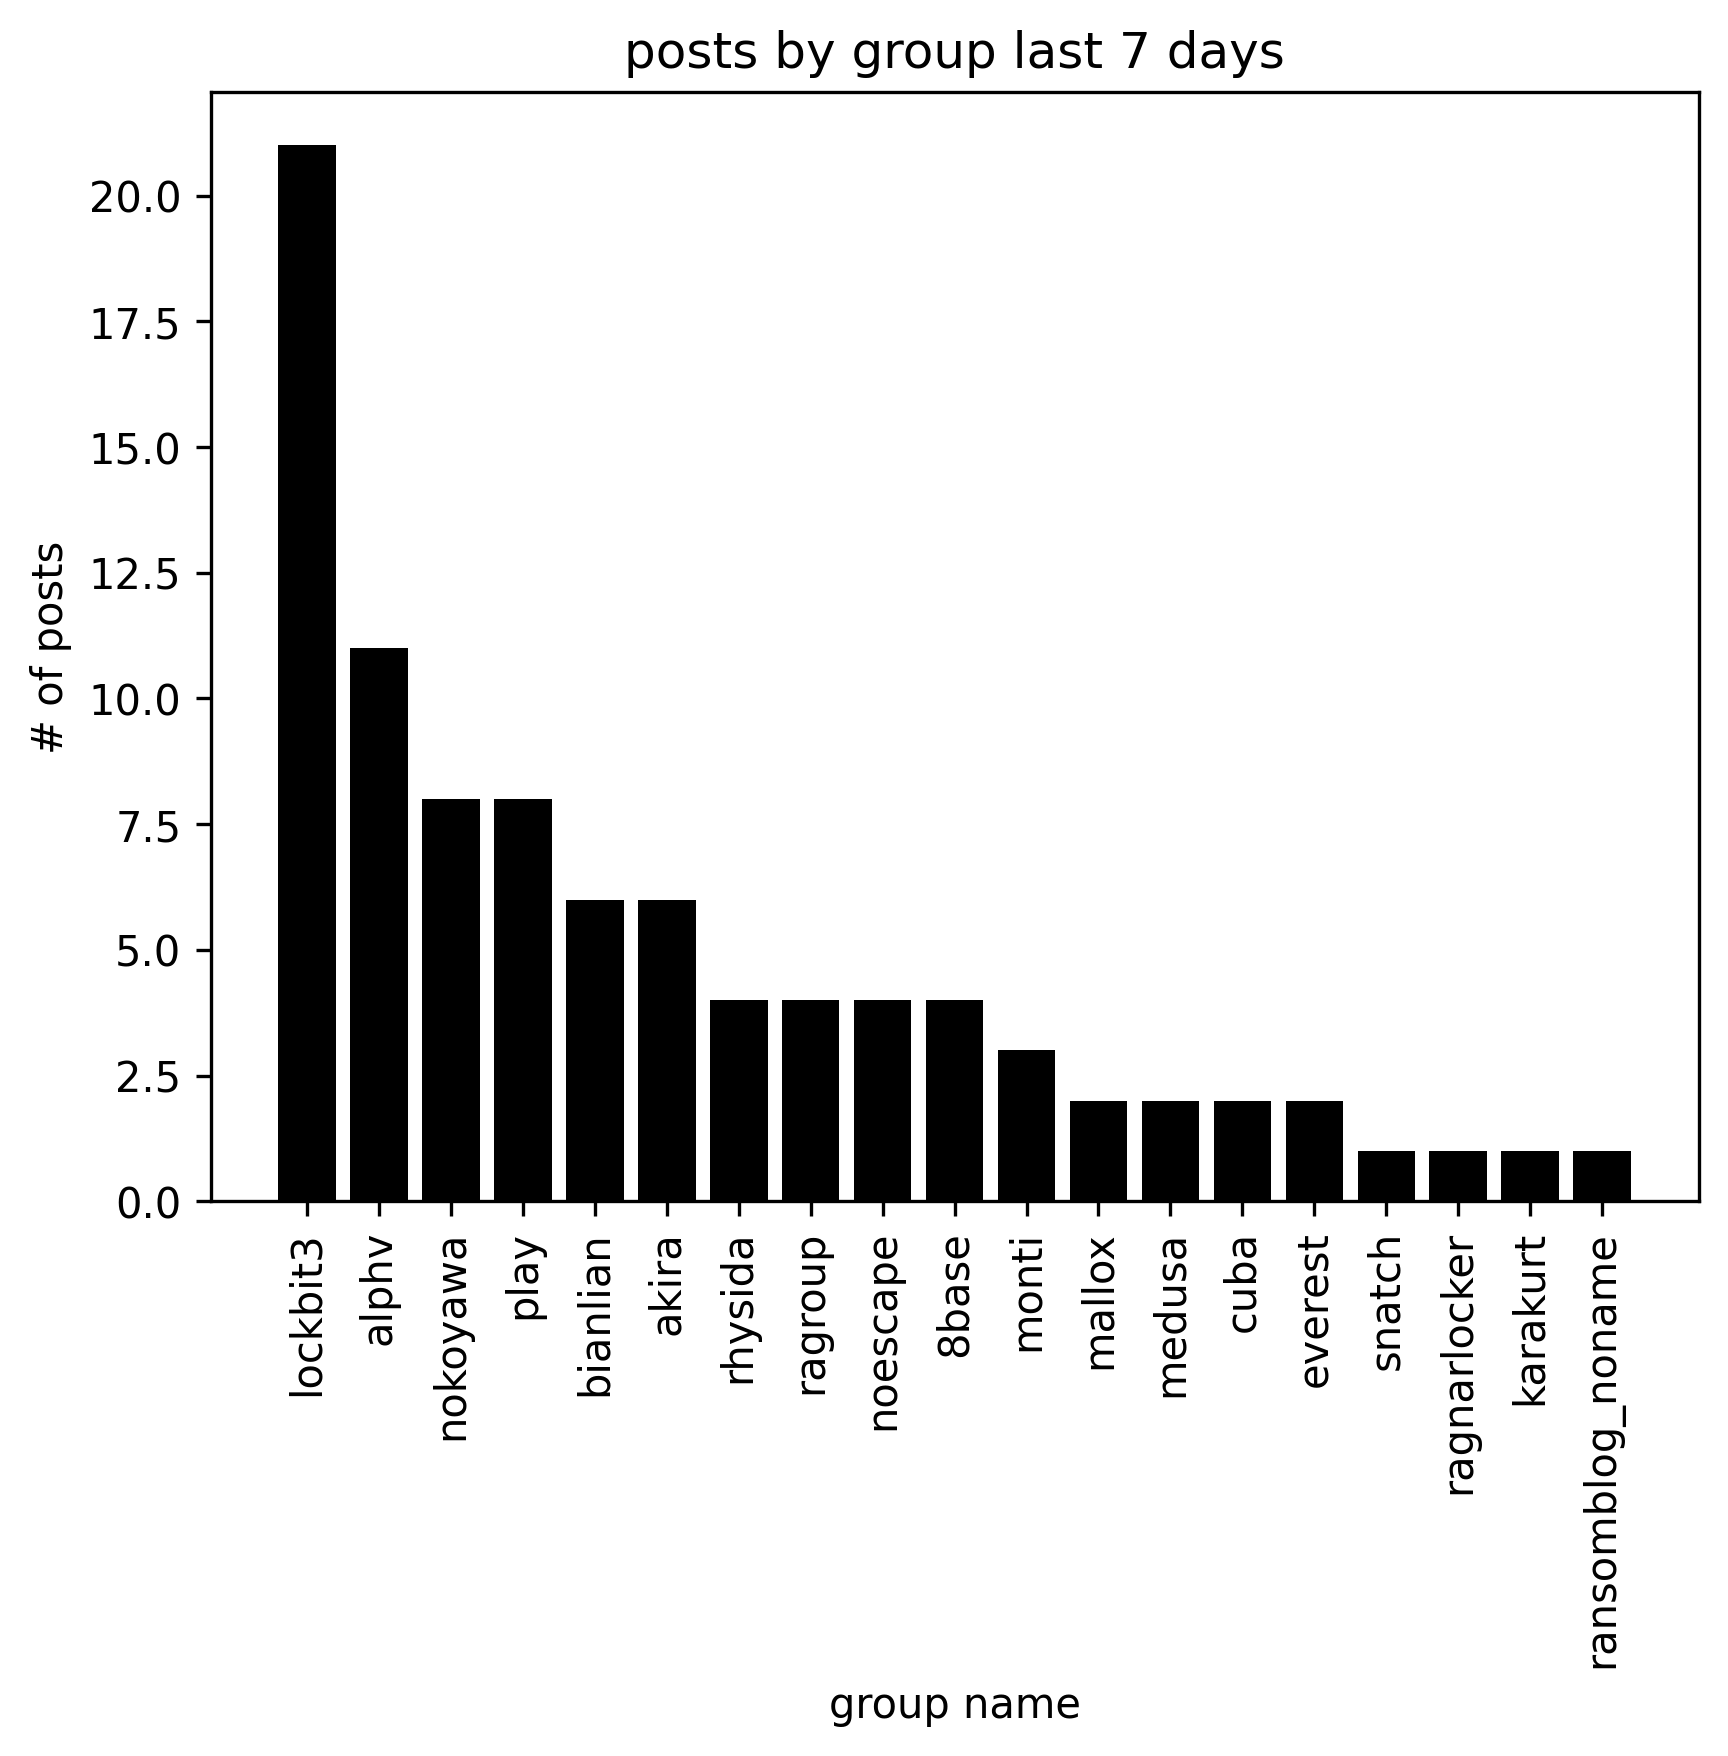 posts by group last 7 days
# of posts
20.0
17.5
15.0
12.5
10.0
7.5
5.0
2.5
0.0
lockbit3
alphv
nokoyawa
play
bianlian
akira
rhysida
ragroup
noescape
8base
monti
mallox
medusa
cuba
everest
snatch
ragnarlocker
karakurt
ransomblog_noname
group name